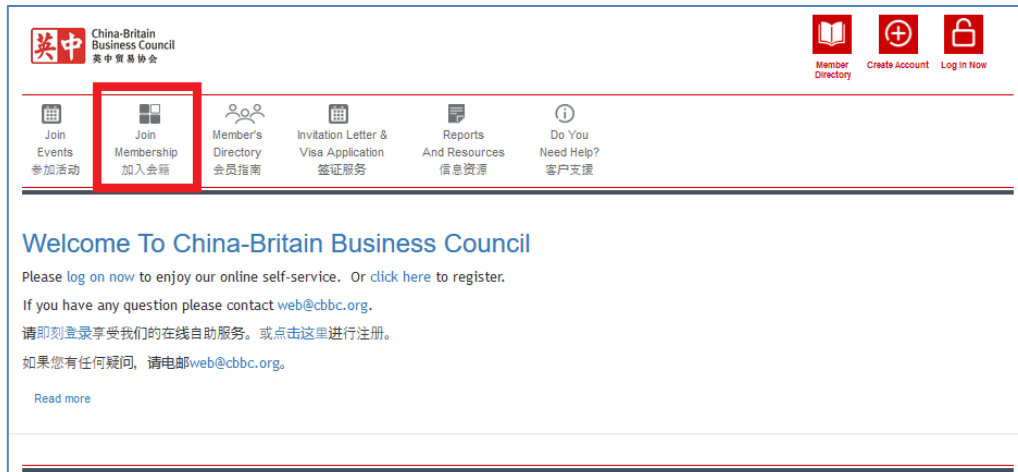 英中
China-Britain
Business Council
英中贸易协会
Member
Directory
Create Account
Log In Now
Join
Events
参加活动
Join
Membership
加入会籍
Member's
Directory
会员指南
Invitation Letter &
Visa Application
签证服务
Reports
And Resources
信息资源
Do You
Need Help?
客户支援
Welcome To China-Britain Business Council
Please log on now to enjoy our online self-service. Or click here to register.
If you have any question please contact web@cbbc.org.
请即刻登录享受我们的在线自助服务。或点击这里进行注册。
如果您有任何疑问，请电邮web@cbbc.org。
Read more